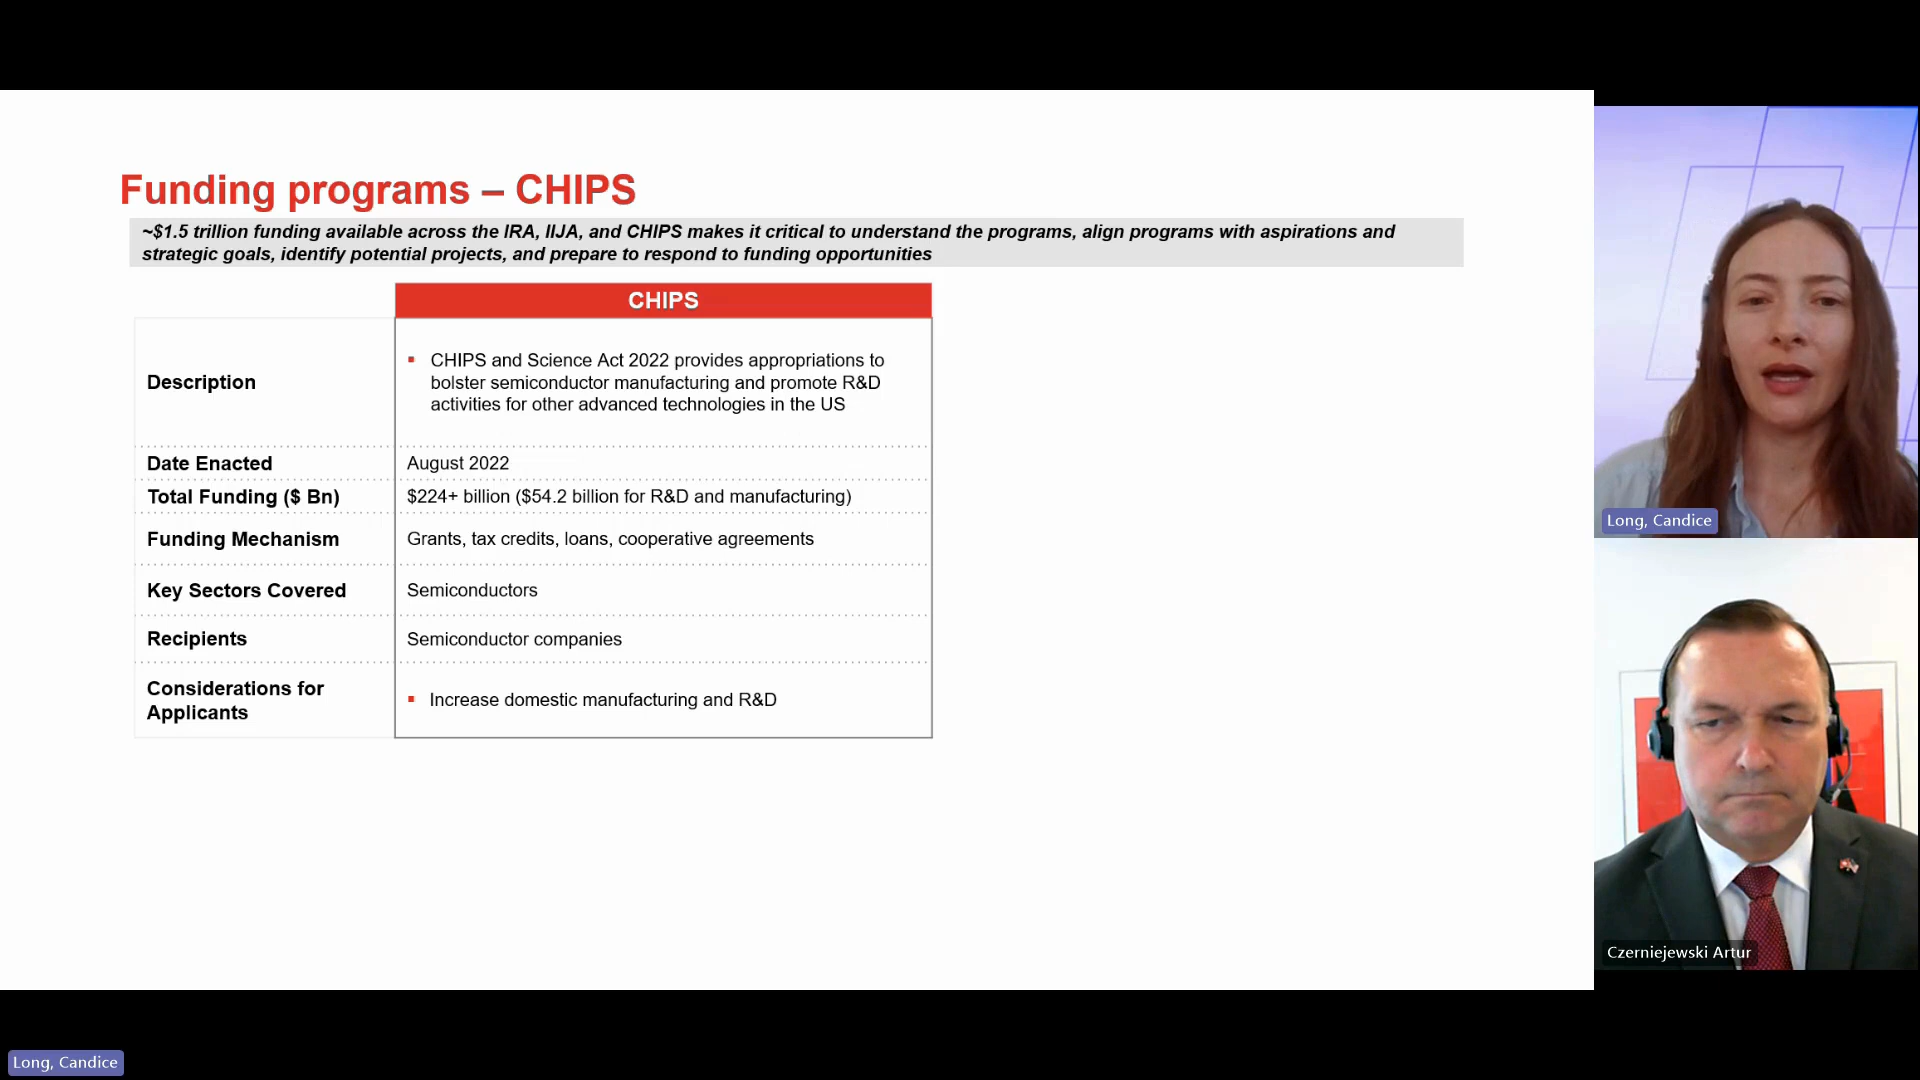 Funding programs – CHIPS
~$1.5 trillion funding available across the IRA, IIJA, and CHIPS makes it critical to understand the programs, align programs with aspirations and
strategic goals, identify potential projects, and prepare to respond to funding opportunities
CHIPS
Description
▪ CHIPS and Science Act 2022 provides appropriations to
bolster semiconductor manufacturing and promote R&D
activities for other advanced technologies in the US
Date Enacted
August 2022
Total Funding ($ Bn)
$224+ billion ($54.2 billion for R&D and manufacturing)
Funding Mechanism
Grants, tax credits, loans, cooperative agreements
Key Sectors Covered
Semiconductors
Recipients
Semiconductor companies
Considerations for
Applicants
▪ Increase domestic manufacturing and R&D
Long, Candice
Czerniejewski Artur
Long, Candice